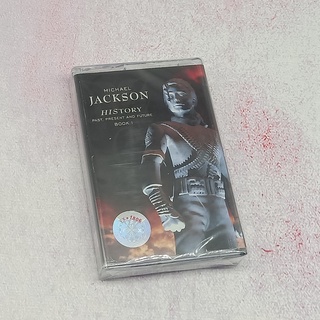 MICHAEL
JACKSON
HISTORY
PAST, PRESENT AND FUTURE
BOOK I